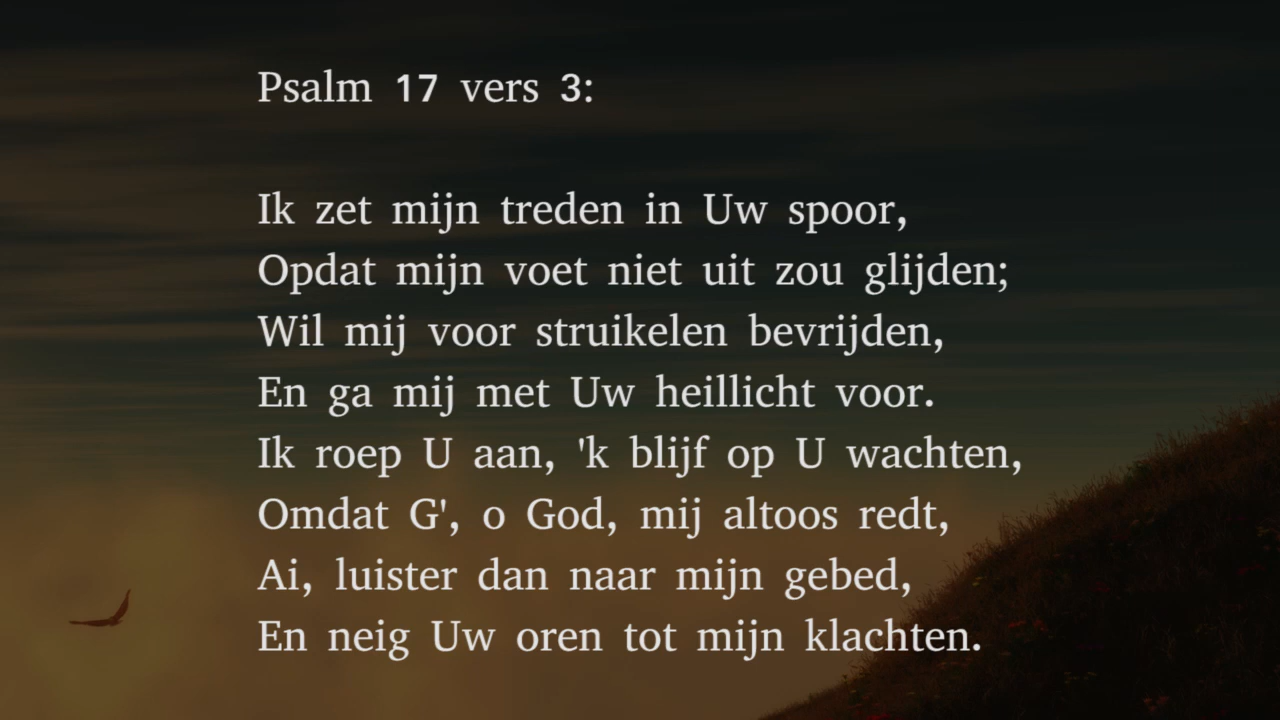 Psalm 17 vers 3:
Ik zet mijn treden in Uw spoor,
Opdat mijn voet niet uit zou glijden;
Wil mij voor struikelen bevrijden,
En ga mij met Uw heillicht voor.
Ik roep U aan, 'k blijf op U wachten,
Omdat G', o God, mij altoos redt,
Ai, luister dan naar mijn gebed,
En neig Uw oren tot mijn klachten.